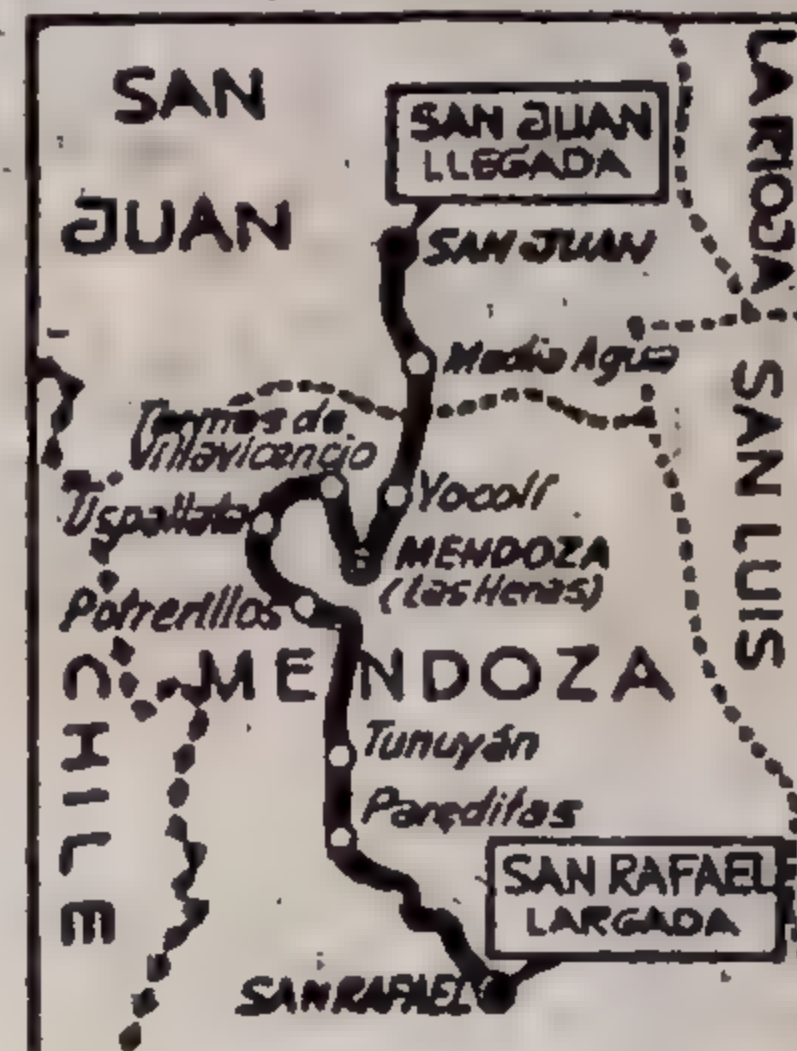 SAN
JUAN
SAN JUAN
LLEGADA
LA RIOJA
SAN JUAN
Media Agua
Termas de
Villavicencio
SAN LUIS
Uspallata
Yocolí
MENDOZA
(Las Heras)
Potrerillos
MENDOZA
CHILE
Tunuyán
Pareditas
SAN RAFAEL
LARGADA
SAN RAFAEL